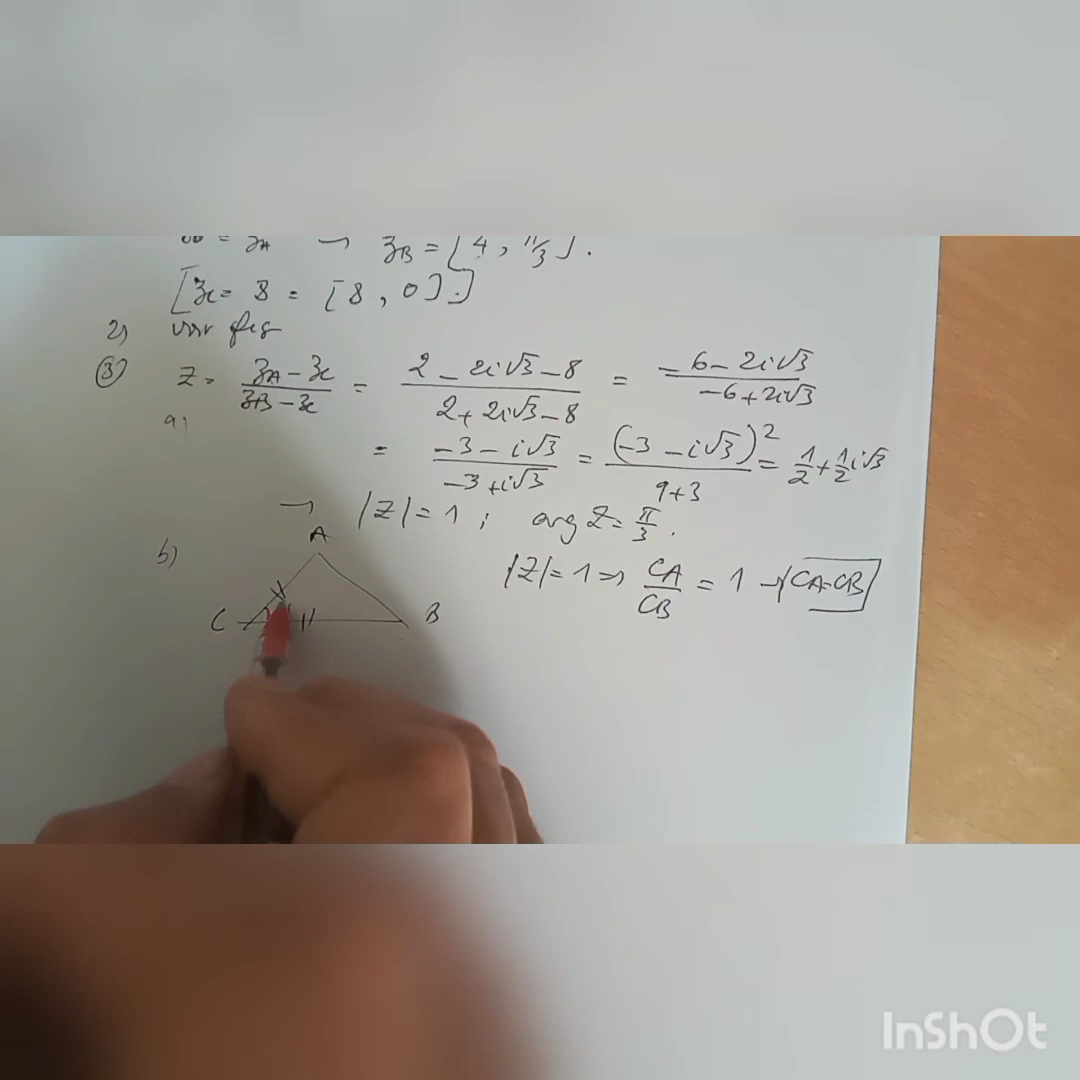 = z_A → z_B = [4, π/3].
[z_C = 8 = [8, 0].]
2) voir fig
③ Z = (z_A - z_C)/(z_B - z_C) = (2 - 2i√3 - 8)/(2 + 2i√3 - 8) = (-6 - 2i√3)/(-6 + 2i√3)
a) = (-3 - i√3)/(-3 + i√3) = (-3 - i√3)²/(9+3) = 1/2 + 1/2 i√3
→ |Z| = 1 ; arg Z = π/3.
b) A
|Z| = 1 ⇒ CA/CB = 1 → CA = CB
C B
InShOt